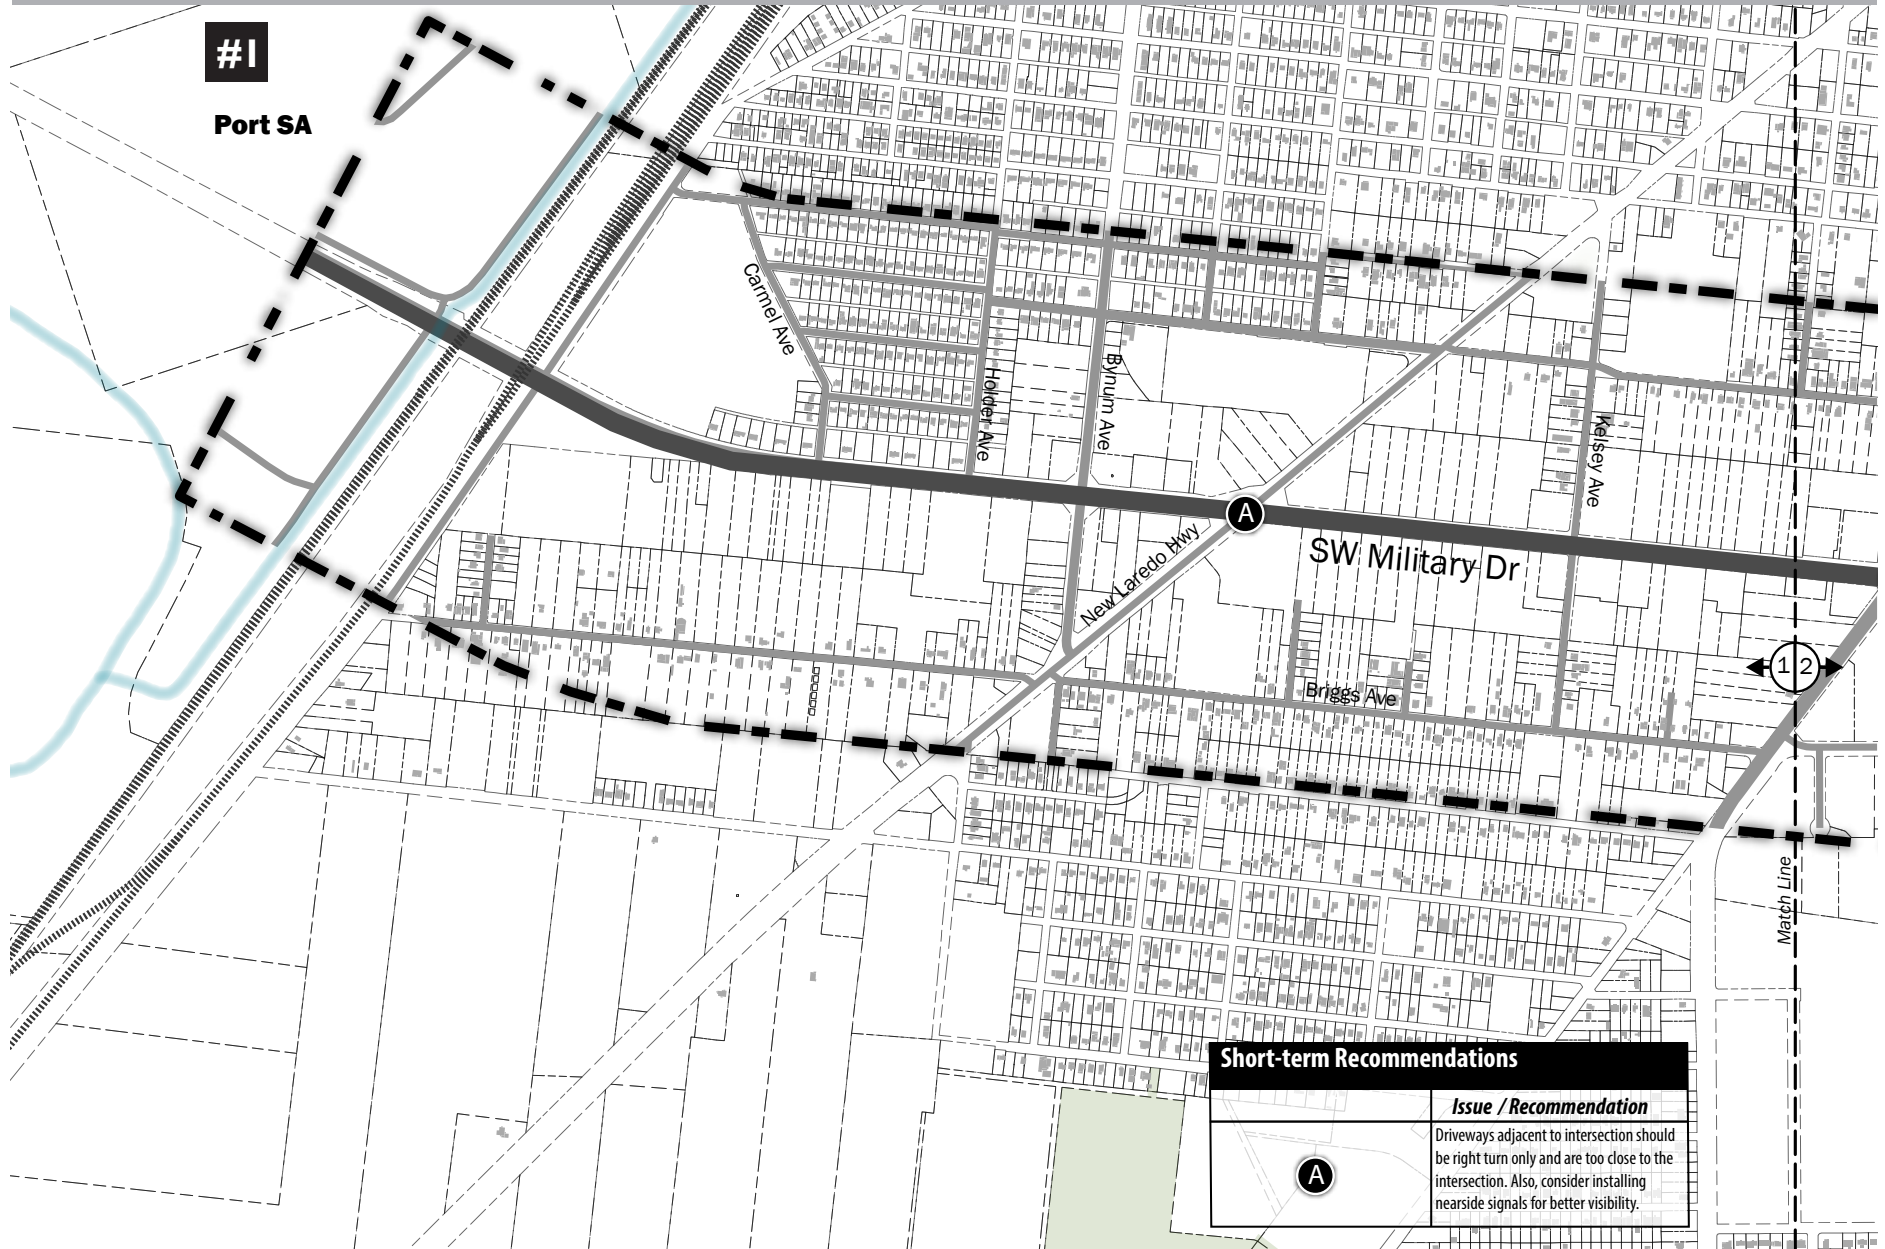 #1
Port SA
Carmel Ave
Holder Ave
Bynum Ave
Kelsey Ave
A
New Laredo Hwy
SW Military Dr
1 2
Briggs Ave
Match Line
Short-term Recommendations
Issue / Recommendation
A
Driveways adjacent to intersection should
be right turn only and are too close to the
intersection. Also, consider installing
nearside signals for better visibility.